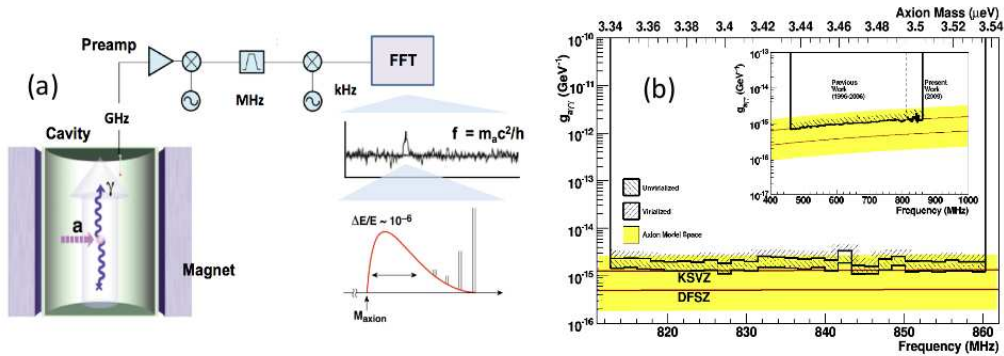 (a)
Preamp
FFT
MHz
kHz
GHz
Cavity
f = mac²/h
γ
a
ΔE/E ~ 10⁻⁶
Magnet
Maxion
(b)
Axion Mass (μeV)
3.34 3.36 3.38 3.4 3.42 3.44 3.46 3.48 3.5 3.52 3.54
gaγγ (GeV⁻¹)
10⁻¹⁰
10⁻¹¹
10⁻¹²
10⁻¹³
10⁻¹⁴
10⁻¹⁵
10⁻¹⁶
Previous Work (1996-2006)
Present Work (2009)
10⁻¹³
10⁻¹⁴
10⁻¹⁵
10⁻¹⁶
10⁻¹⁷
400 500 600 700 800 900 1000
Frequency (MHz)
Unvirialized
Virialized
Axion Model Space
KSVZ
DFSZ
820 830 840 850 860
Frequency (MHz)